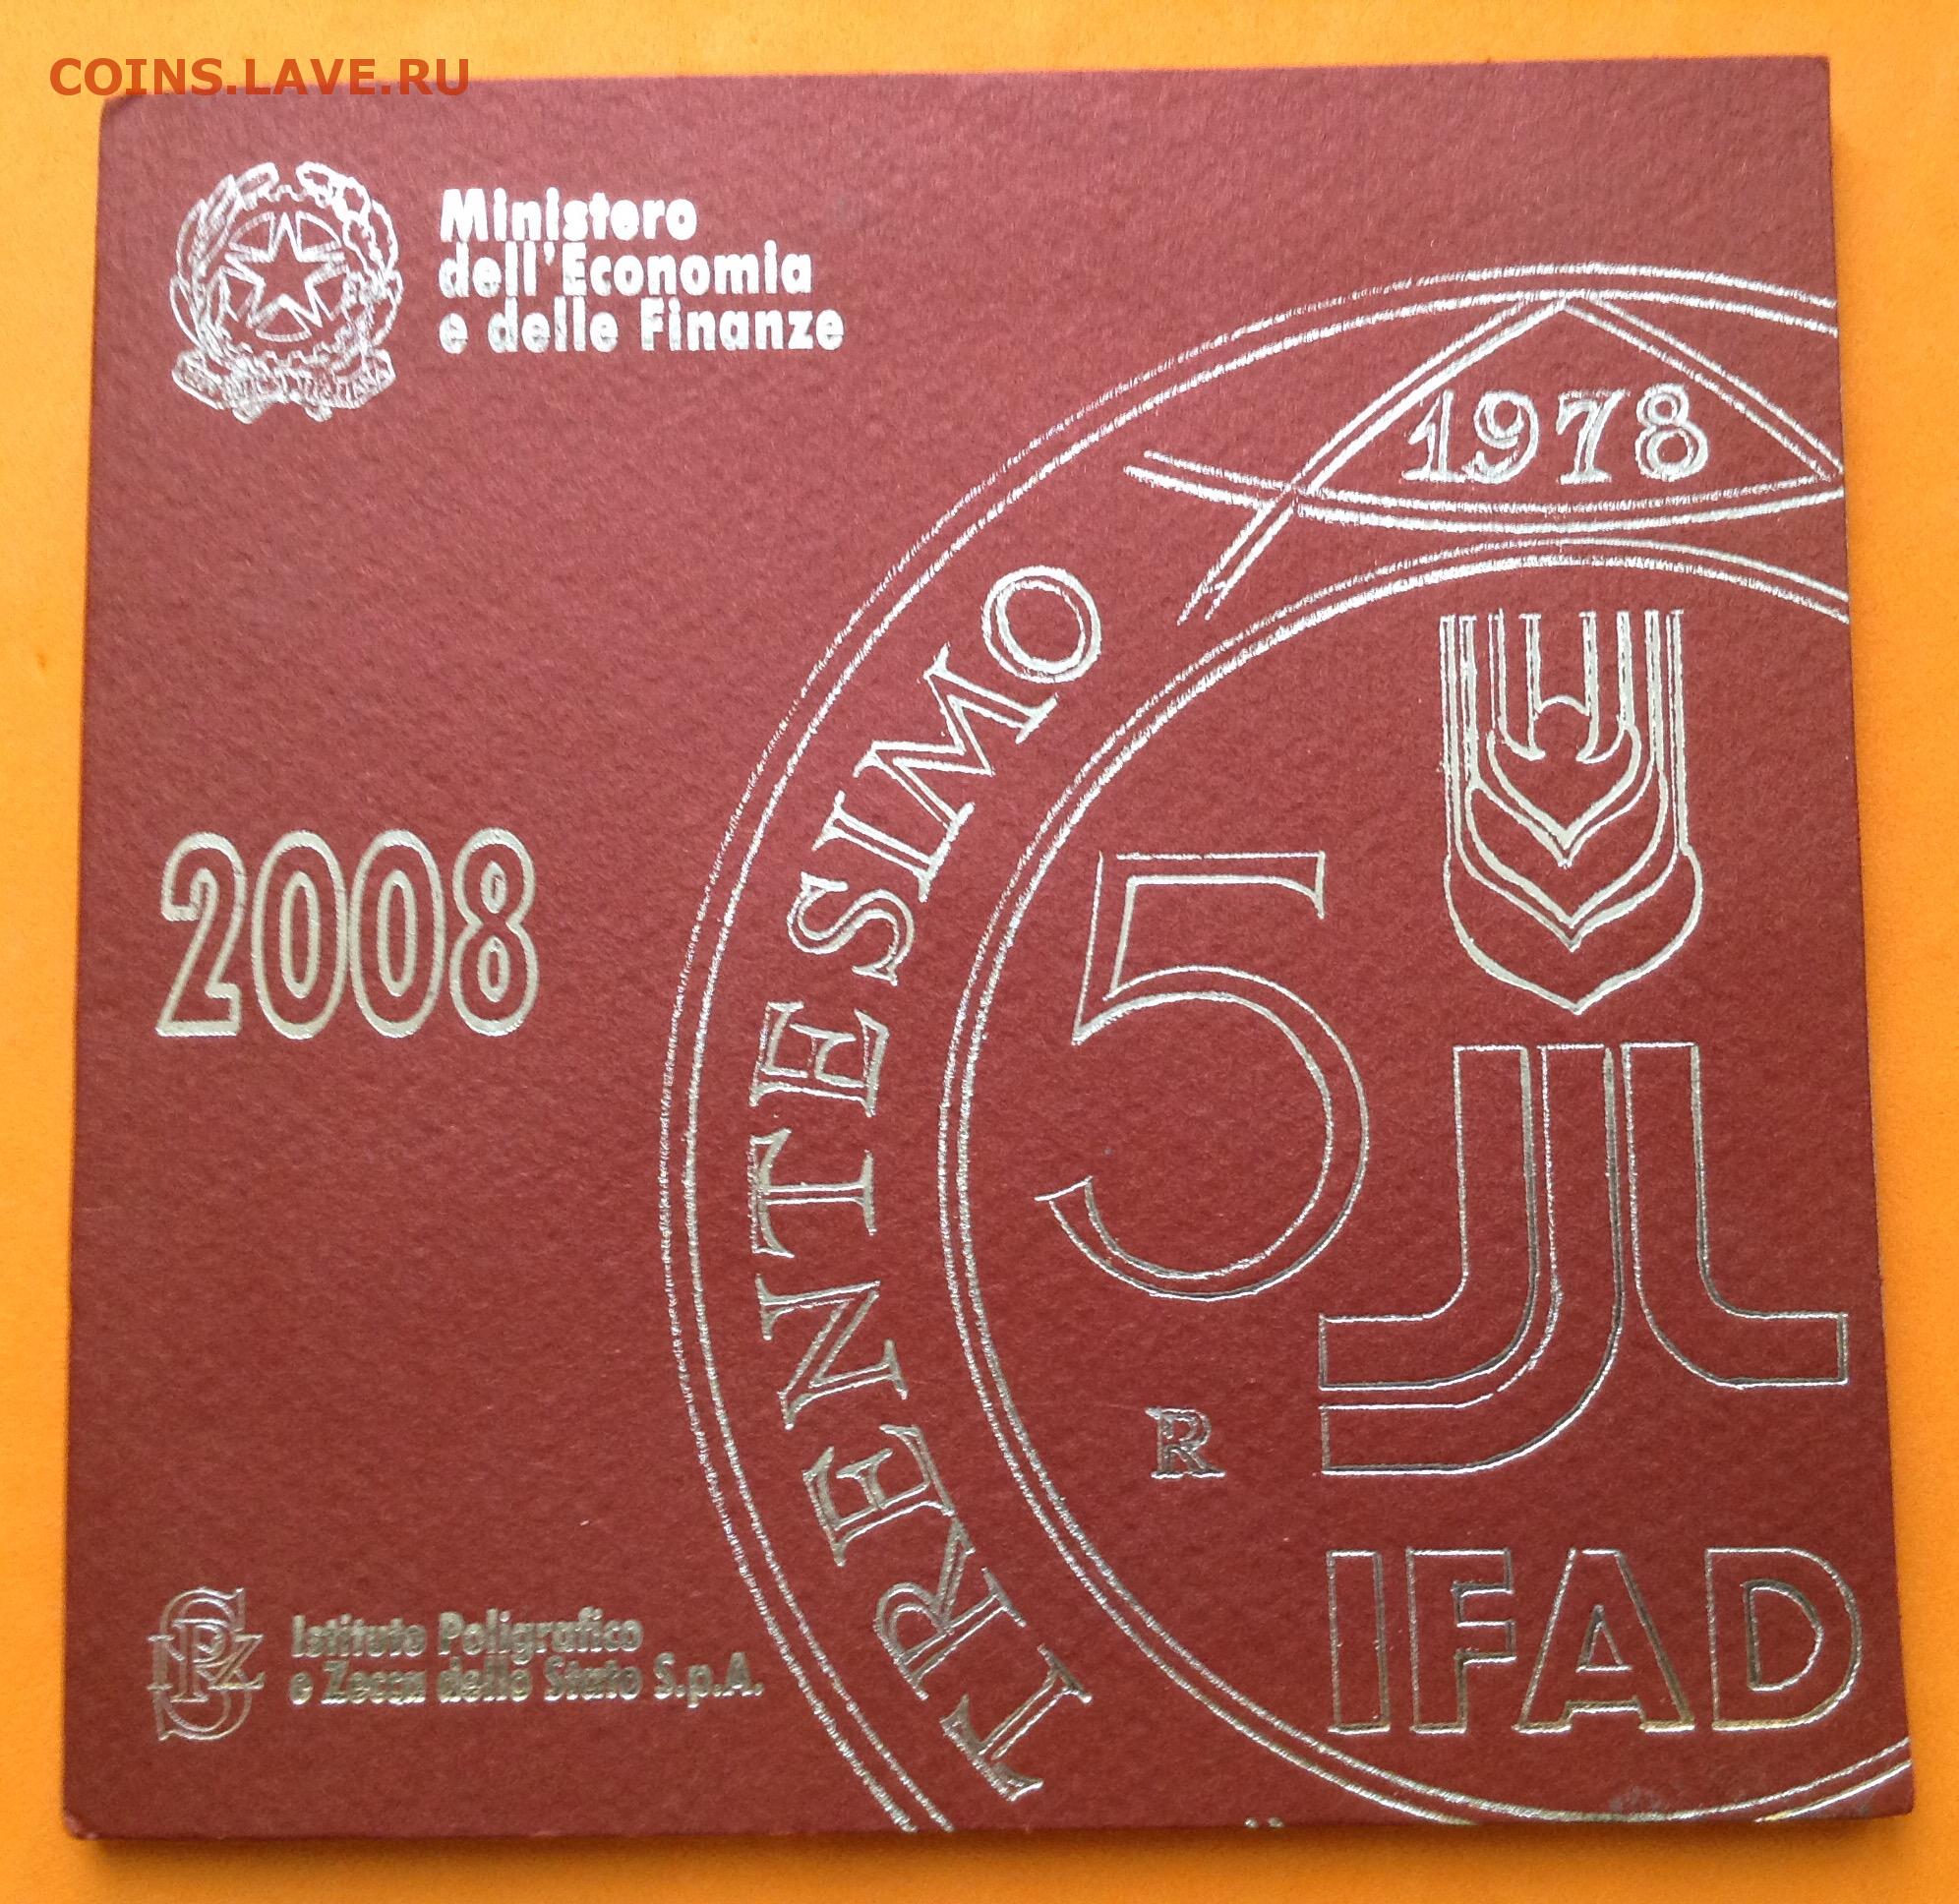 COINS.LAVE.RU
Ministero
dell'Economia
e delle Finanze
1978
TRENTESIMO
2008
5
R
IFAD
Istituto Poligrafico
e Zecca dello Stato S.p.A.